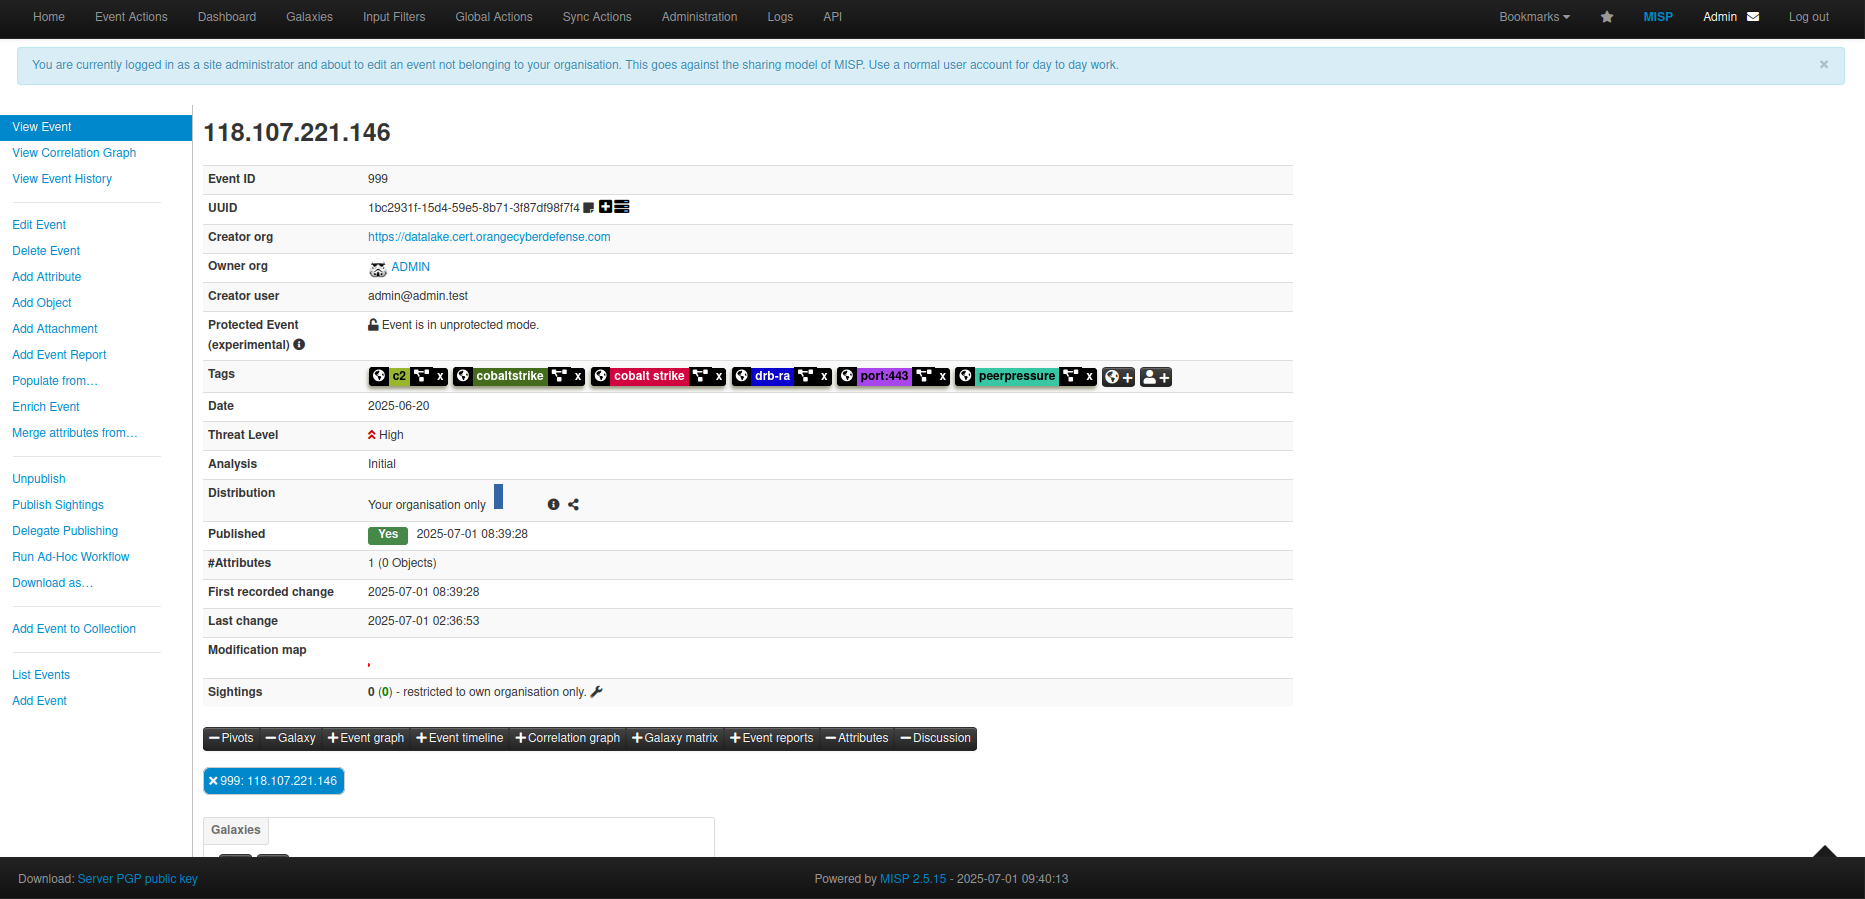 Home Event Actions Dashboard Galaxies Input Filters Global Actions Sync Actions Administration Logs API Bookmarks MISP Admin Log out
You are currently logged in as a site administrator and about to edit an event not belonging to your organisation. This goes against the sharing model of MISP. Use a normal user account for day to day work. ×
View Event
View Correlation Graph
View Event History
Edit Event
Delete Event
Add Attribute
Add Object
Add Attachment
Add Event Report
Populate from…
Enrich Event
Merge attributes from…
Unpublish
Publish Sightings
Delegate Publishing
Run Ad-Hoc Workflow
Download as…
Add Event to Collection
List Events
Add Event
118.107.221.146
Event ID 999
UUID 1bc2931f-15d4-59e5-8b71-3f87df98f7f4
Creator org https://datalake.cert.orangecyberdefense.com
Owner org ADMIN
Creator user admin@admin.test
Protected Event Event is in unprotected mode.
(experimental)
Tags c2 x cobaltstrike x cobalt strike x drb-ra x port:443 x peerpressure x + +
Date 2025-06-20
Threat Level High
Analysis Initial
Distribution Your organisation only
Published Yes 2025-07-01 08:39:28
#Attributes 1 (0 Objects)
First recorded change 2025-07-01 08:39:28
Last change 2025-07-01 02:36:53
Modification map
Sightings 0 (0) - restricted to own organisation only.
−Pivots −Galaxy +Event graph +Event timeline +Correlation graph +Galaxy matrix +Event reports −Attributes −Discussion
×999: 118.107.221.146
Galaxies
Download: Server PGP public key Powered by MISP 2.5.15 - 2025-07-01 09:40:13